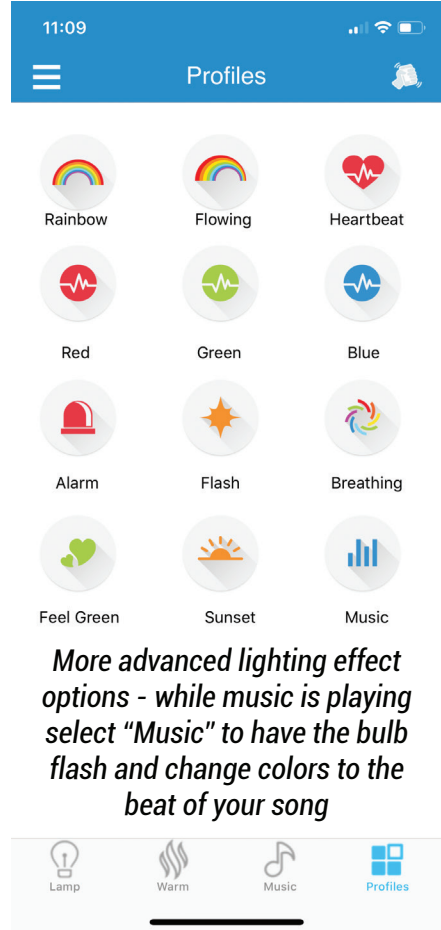 11:09
Profiles
Rainbow Flowing Heartbeat
Red Green Blue
Alarm Flash Breathing
Feel Green Sunset Music
More advanced lighting effect
options - while music is playing
select “Music” to have the bulb
flash and change colors to the
beat of your song
Lamp Warm Music Profiles